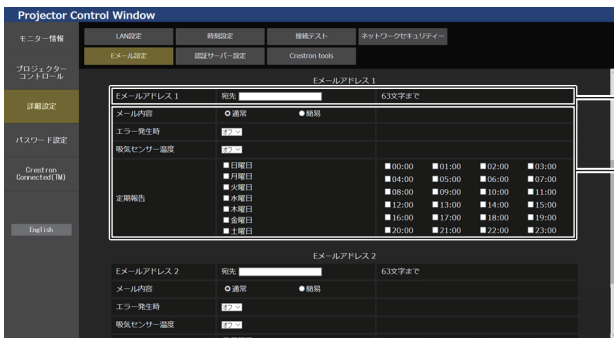 Projector Control Window
モニター情報
プロジェクター
コントロール
詳細設定
パスワード設定
Crestron
Connected(TM)
English
LAN設定 時刻設定 接続テスト ネットワークセキュリティー
Eメール設定 認証サーバー設定 Crestron tools
Eメールアドレス 1
Eメールアドレス 1 宛先 63文字まで
メール内容 通常 簡易
エラー発生時 オフ
吸気センサー温度 オフ
定期報告
日曜日 00:00 01:00 02:00 03:00
月曜日 04:00 05:00 06:00 07:00
火曜日 08:00 09:00 10:00 11:00
水曜日 12:00 13:00 14:00 15:00
木曜日 16:00 17:00 18:00 19:00
金曜日 20:00 21:00 22:00 23:00
土曜日
Eメールアドレス 2
Eメールアドレス 2 宛先 63文字まで
メール内容 通常 簡易
エラー発生時 オフ
吸気センサー温度 オフ